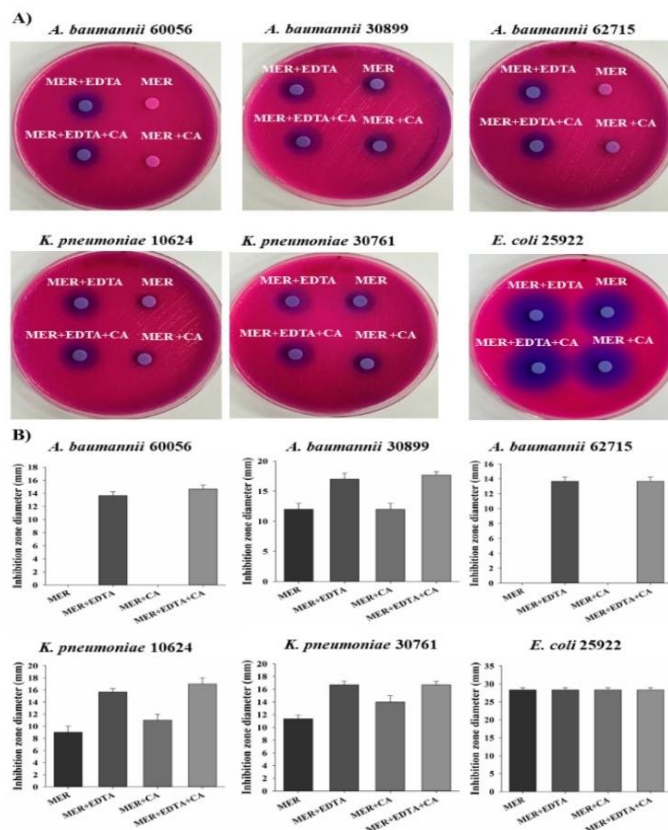 A)
A. baumannii 60056 A. baumannii 30899 A. baumannii 62715
MER+EDTA MER MER+EDTA MER MER+EDTA MER
MER+EDTA+CA MER+CA MER+EDTA+CA MER+CA MER+EDTA+CA MER+CA
K. pneumoniae 10624 K. pneumoniae 30761 E. coli 25922
MER+EDTA MER MER+EDTA MER MER+EDTA MER
MER+EDTA+CA MER+CA MER+EDTA+CA MER+CA MER+EDTA+CA MER+CA
B)
A. baumannii 60056 A. baumannii 30899 A. baumannii 62715
Inhibition zone diameter (mm) Inhibition zone diameter (mm) Inhibition zone diameter (mm)
18 20 16
16 15 14
14 10 12
12 5 10
10 0 8
8 6
6 4
4 2
2 0
0
MER MER+EDTA MER+CA MER+EDTA+CA MER MER+EDTA MER+CA MER+EDTA+CA MER MER+EDTA MER+CA MER+EDTA+CA
K. pneumoniae 10624 K. pneumoniae 30761 E. coli 25922
Inhibition zone diameter (mm) Inhibition zone diameter (mm) Inhibition zone diameter (mm)
20 20 35
18 18 30
16 16 25
14 14 20
12 12 15
10 10 10
8 8 5
6 6 0
4 4
2 2
0 0
MER MER+EDTA MER+CA MER+EDTA+CA MER MER+EDTA MER+CA MER+EDTA+CA MER MER+EDTA MER+CA MER+EDTA+CA